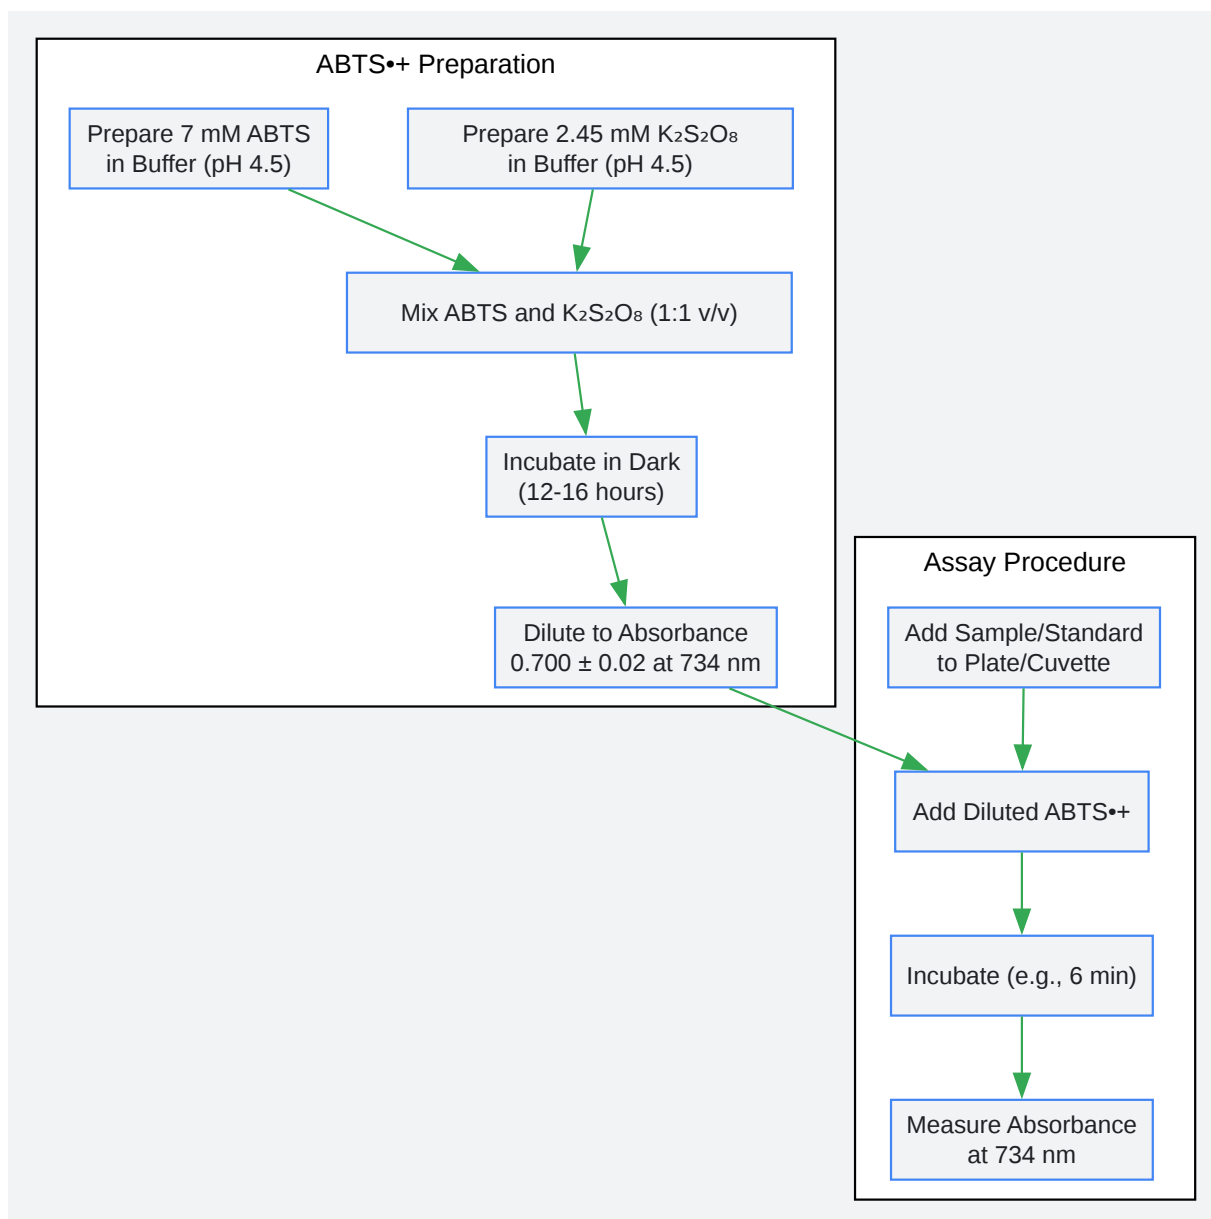 ABTS•+ Preparation
Prepare 7 mM ABTS
in Buffer (pH 4.5)
Prepare 2.45 mM K₂S₂O₈
in Buffer (pH 4.5)
Mix ABTS and K₂S₂O₈ (1:1 v/v)
Incubate in Dark
(12-16 hours)
Dilute to Absorbance
0.700 ± 0.02 at 734 nm
Assay Procedure
Add Sample/Standard
to Plate/Cuvette
Add Diluted ABTS•+
Incubate (e.g., 6 min)
Measure Absorbance
at 734 nm